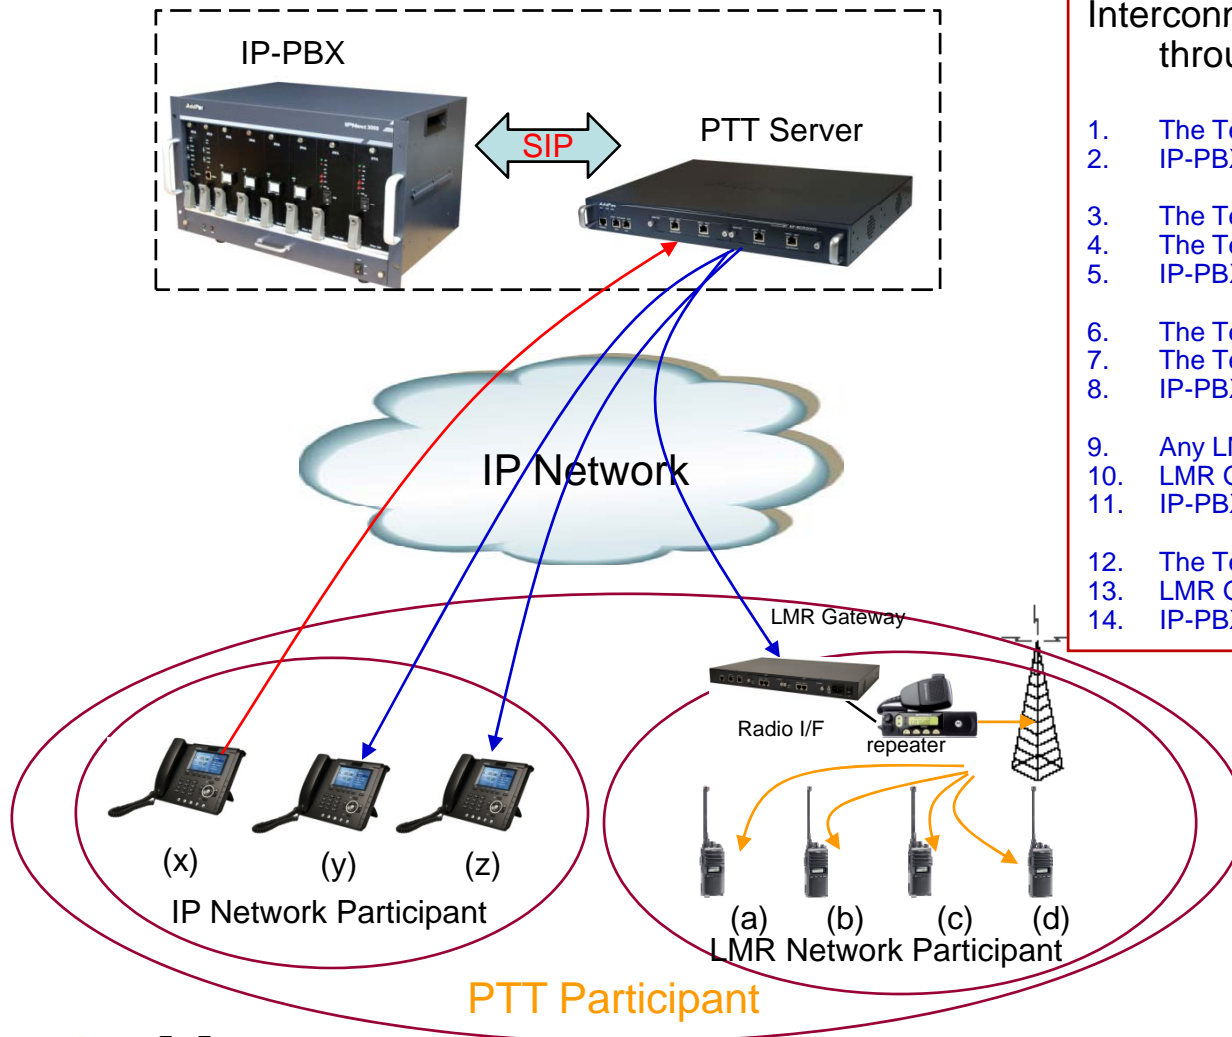 IP-PBX
SIP
PTT Server
IP Network
LMR Gateway
Radio I/F
repeater
(x)
(y)
(z)
IP Network Participant
(a)
(b)
(c)
(d)
LMR Network Participant
PTT Participant
1. The
2. IP-PB
3. The
4. The
5. IP-PB
6. The
7. The
8. IP-PB
9. Any
10. LMR
11. IP-PB
12. The
13. LMR
14. IP-PB